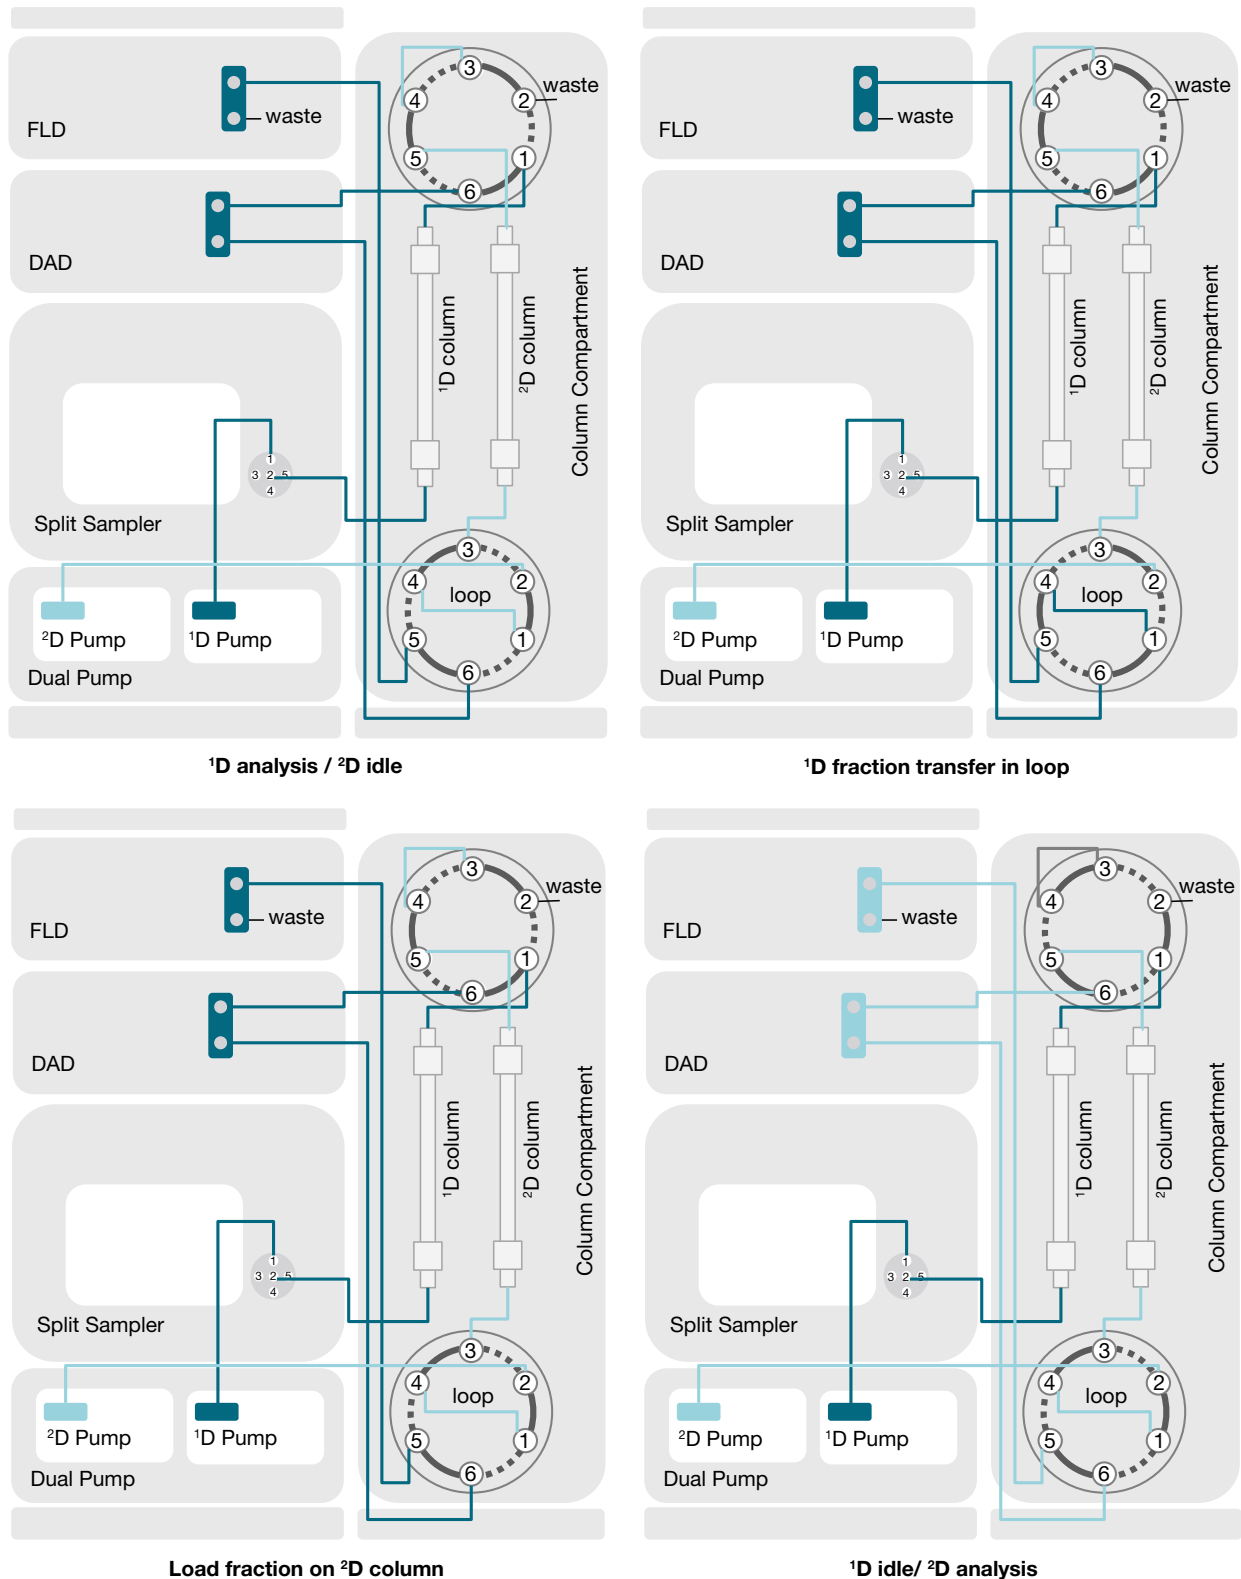 3
4
2
waste
5
1
6
waste
FLD
DAD
¹D column
²D column
Column Compartment
1
3 2 5
4
Split Sampler
3
4
2
loop
5
1
6
²D Pump
¹D Pump
Dual Pump
¹D analysis / ²D idle
3
4
2
waste
5
1
6
waste
FLD
DAD
¹D column
²D column
Column Compartment
1
3 2 5
4
Split Sampler
3
4
2
loop
5
1
6
²D Pump
¹D Pump
Dual Pump
¹D fraction transfer in loop
3
4
2
waste
5
1
6
waste
FLD
DAD
¹D column
²D column
Column Compartment
1
3 2 5
4
Split Sampler
3
4
2
loop
5
1
6
²D Pump
¹D Pump
Dual Pump
Load fraction on ²D column
3
4
2
waste
5
1
6
waste
FLD
DAD
¹D column
²D column
Column Compartment
1
3 2 5
4
Split Sampler
3
4
2
loop
5
1
6
²D Pump
¹D Pump
Dual Pump
¹D idle/ ²D analysis